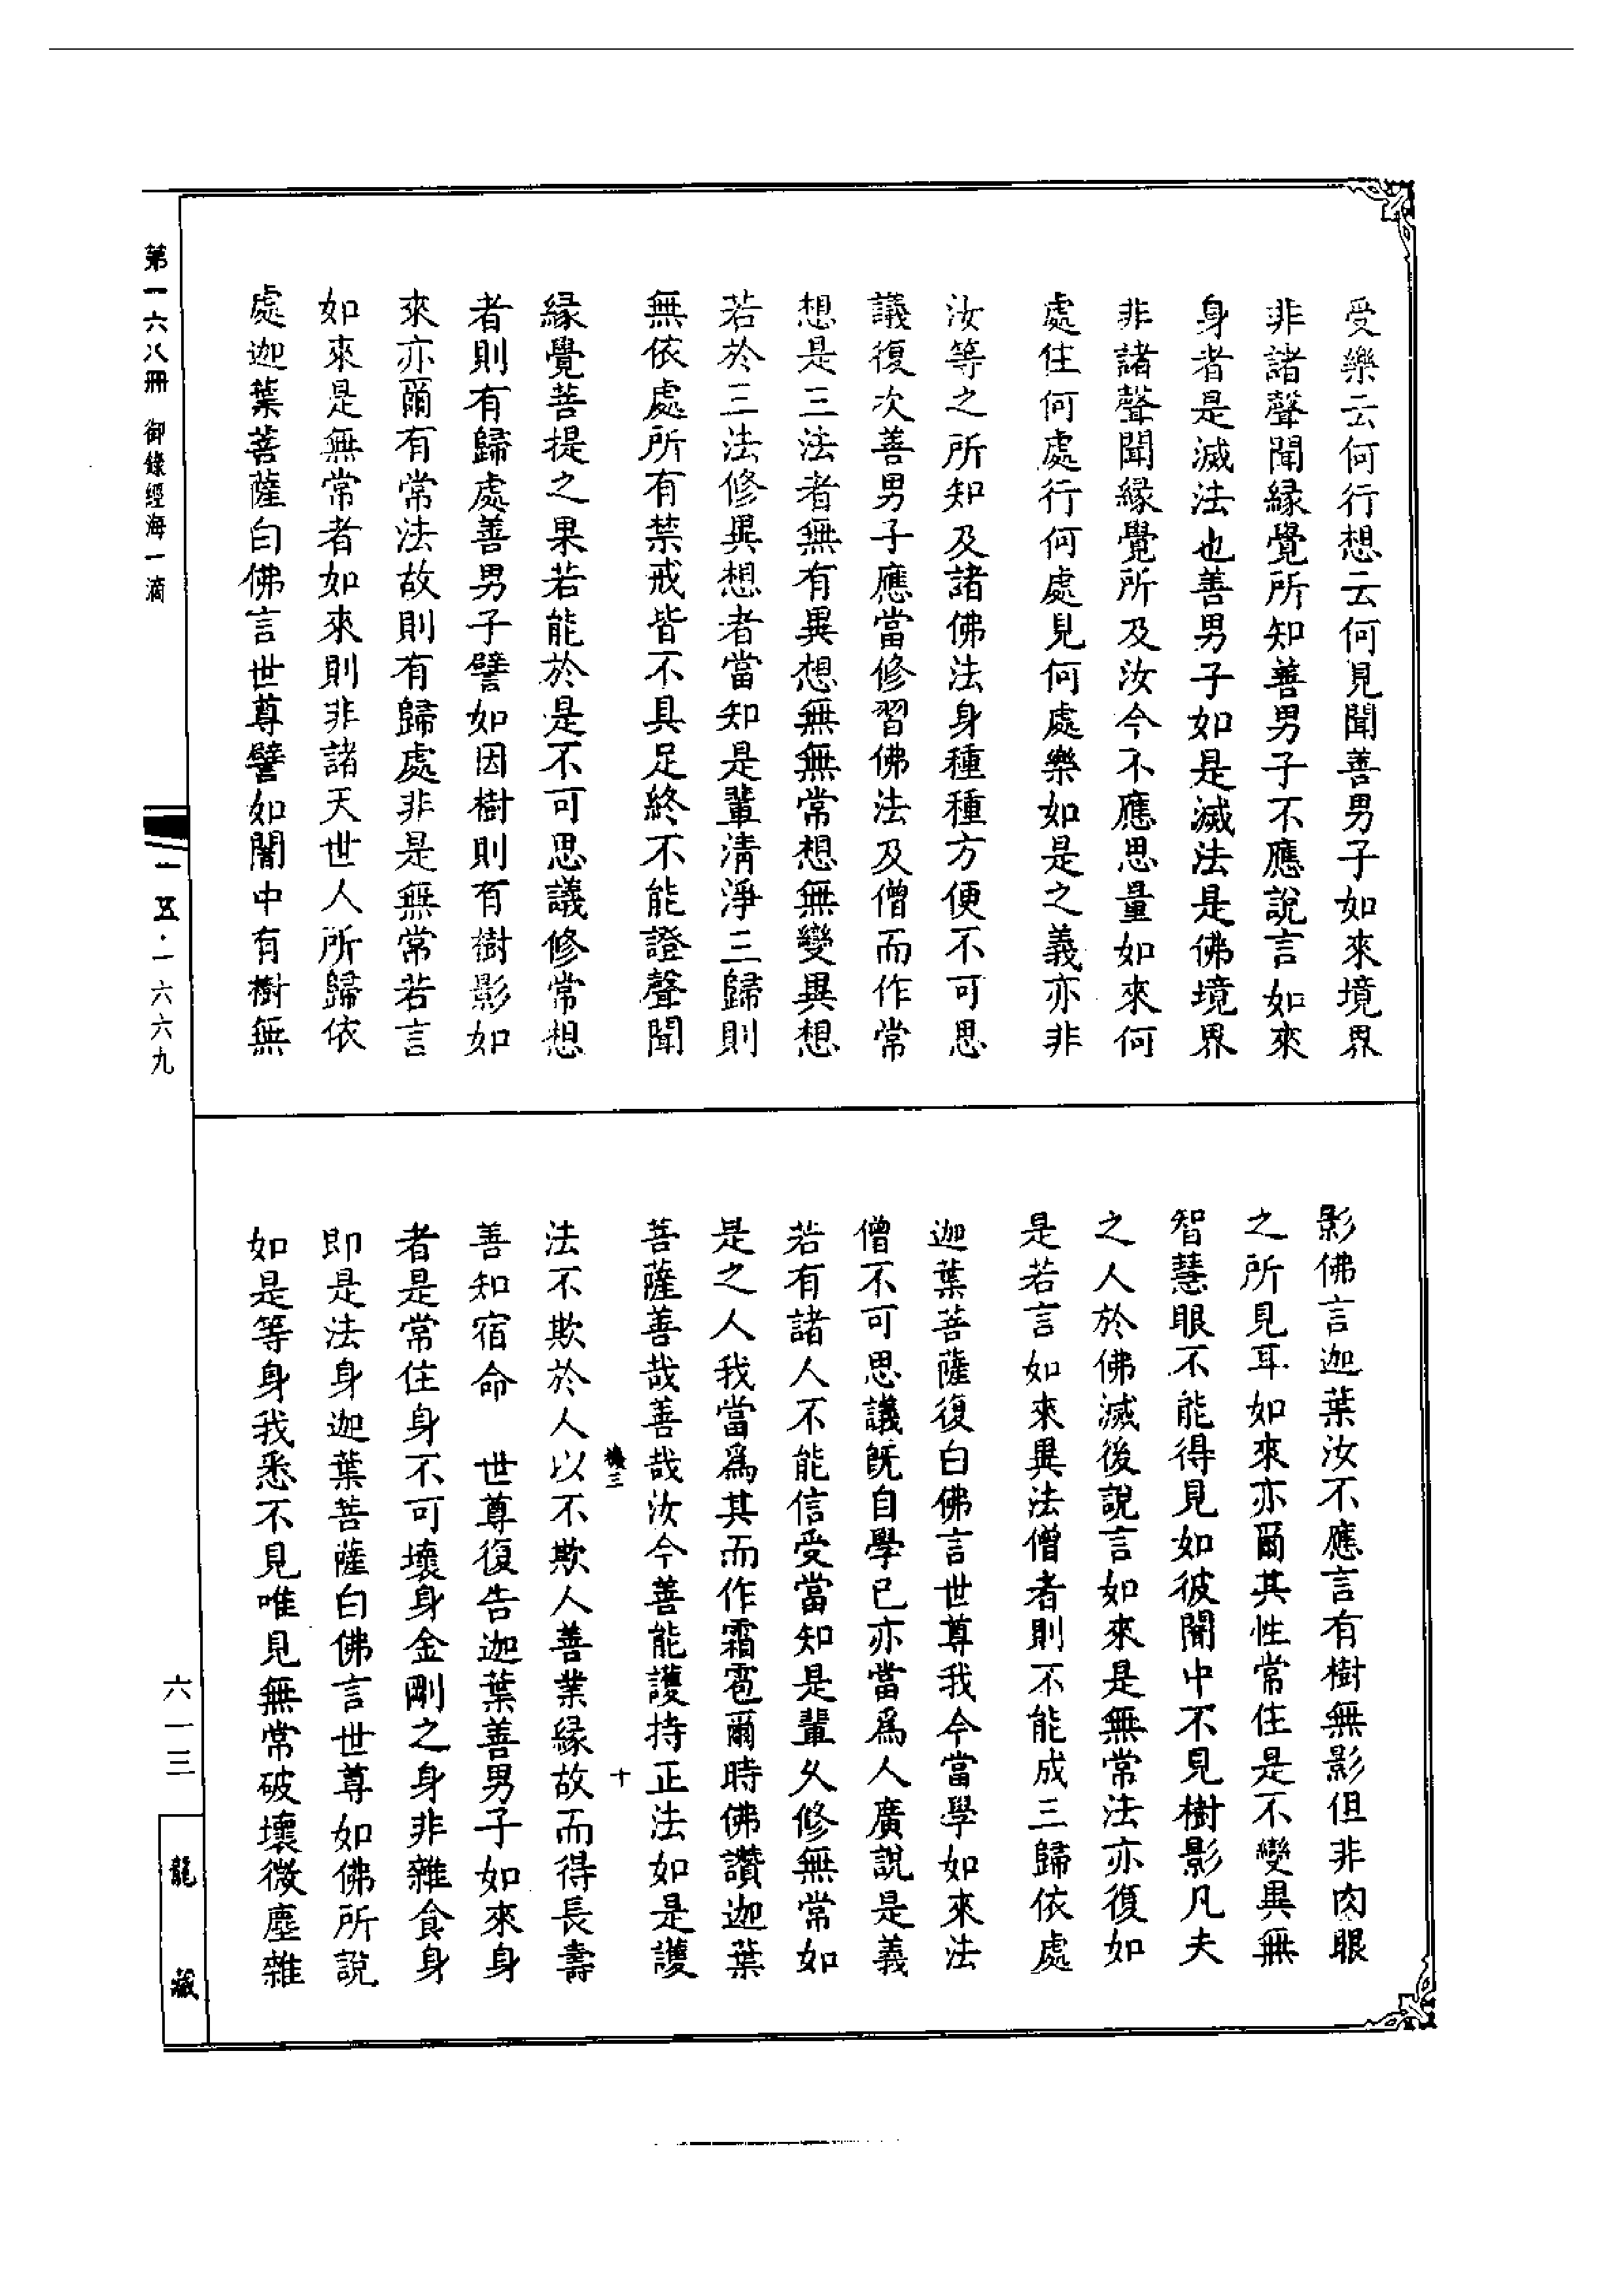 受樂云何行想云何見聞善男子如來境界
非諸聲聞緣覺所知善男子不應說言如來
身者是滅法也善男子如是滅法是佛境界
非諸聲聞緣覺所及汝今不應思量如來何
處住何處行何處見何處樂如是之義亦非
汝等之所知及諸佛法身種種方便不可思
議復次善男子應當修習佛法及僧而作常
想是三法者無有異想無無常想無變異想
若於三法修異想者當知是輩清淨三歸則
無依處所有禁戒皆不具足終不能證聲聞
緣覺菩提之果若能於是不可思議修常想
者則有歸處善男子譬如因樹則有樹影如
來亦爾有常法故則有歸處非是無常若言
如來是無常者如來則非諸天世人所歸依
處迦葉菩薩白佛言世尊譬如闇中有樹無
影佛言迦葉汝不應言有樹無影但非肉眼
之所見耳如來亦爾其性常住是不變異無
智慧眼不能得見如彼闇中不見樹影凡夫
之人於佛滅後說言如來是無常法亦復如
是若言如來異法僧者則不能成三歸依處
迦葉菩薩復白佛言世尊我今當學如來法
僧不可思議既自學已亦當爲人廣說是義
若有諸人不能信受當知是輩久修無常如
是之人我當爲其而作霜雹爾時佛讚迦葉
菩薩善哉善哉汝今善能護持正法如是護
三 十
法不欺於人以不欺人善業緣故而得長壽
善知宿命 世尊復告迦葉善男子如來身
者是常住身不可壞身金剛之身非雜食身
即是法身迦葉菩薩白佛言世尊如佛所說
如是等身我悉不見唯見無常破壞微塵雜
第一六八冊 御錄經海一滴
一五·一六六九
六一三
龍藏